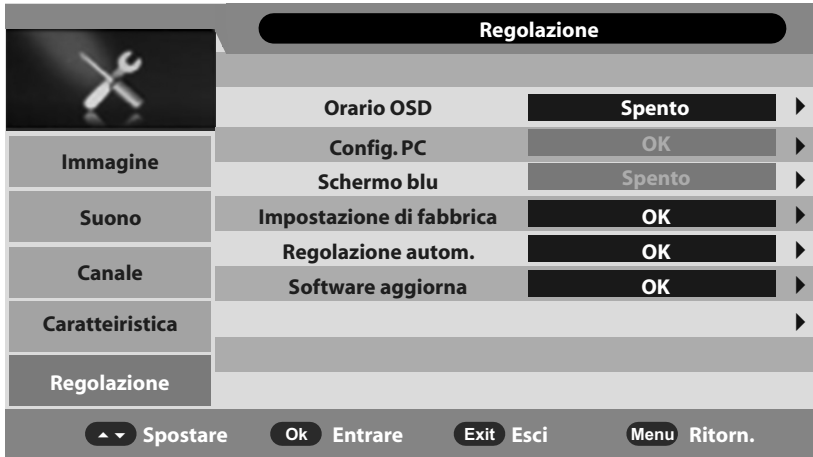 Regolazione
Orario OSD Spento
Config. PC OK
Schermo blu Spento
Impostazione di fabbrica OK
Regolazione autom. OK
Software aggiorna OK
Immagine
Suono
Canale
Caratteiristica
Regolazione
Spostare Ok Entrare Exit Esci Menu Ritorn.